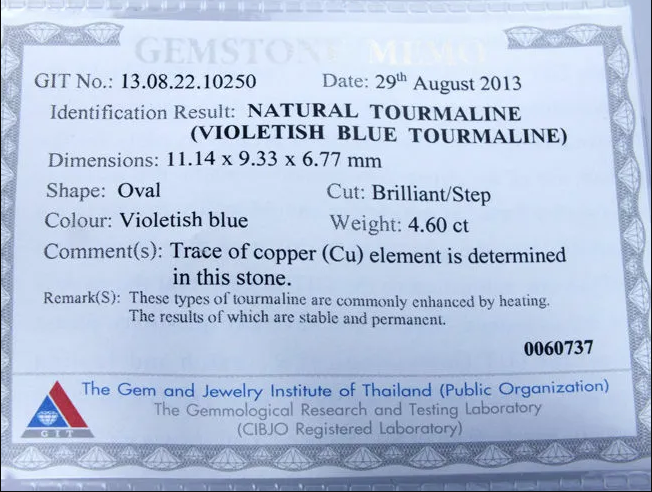 GEMSTONE MEMO
GIT No.: 13.08.22.10250 Date: 29th August 2013
Identification Result: NATURAL TOURMALINE
(VIOLETISH BLUE TOURMALINE)
Dimensions: 11.14 x 9.33 x 6.77 mm
Shape: Oval Cut: Brilliant/Step
Colour: Violetish blue Weight: 4.60 ct
Comment(s): Trace of copper (Cu) element is determined
in this stone.
Remark(S): These types of tourmaline are commonly enhanced by heating.
The results of which are stable and permanent.
0060737
The Gem and Jewelry Institute of Thailand (Public Organization)
The Gemmological Research and Testing Laboratory
(CIBJO Registered Laboratory)
GIT